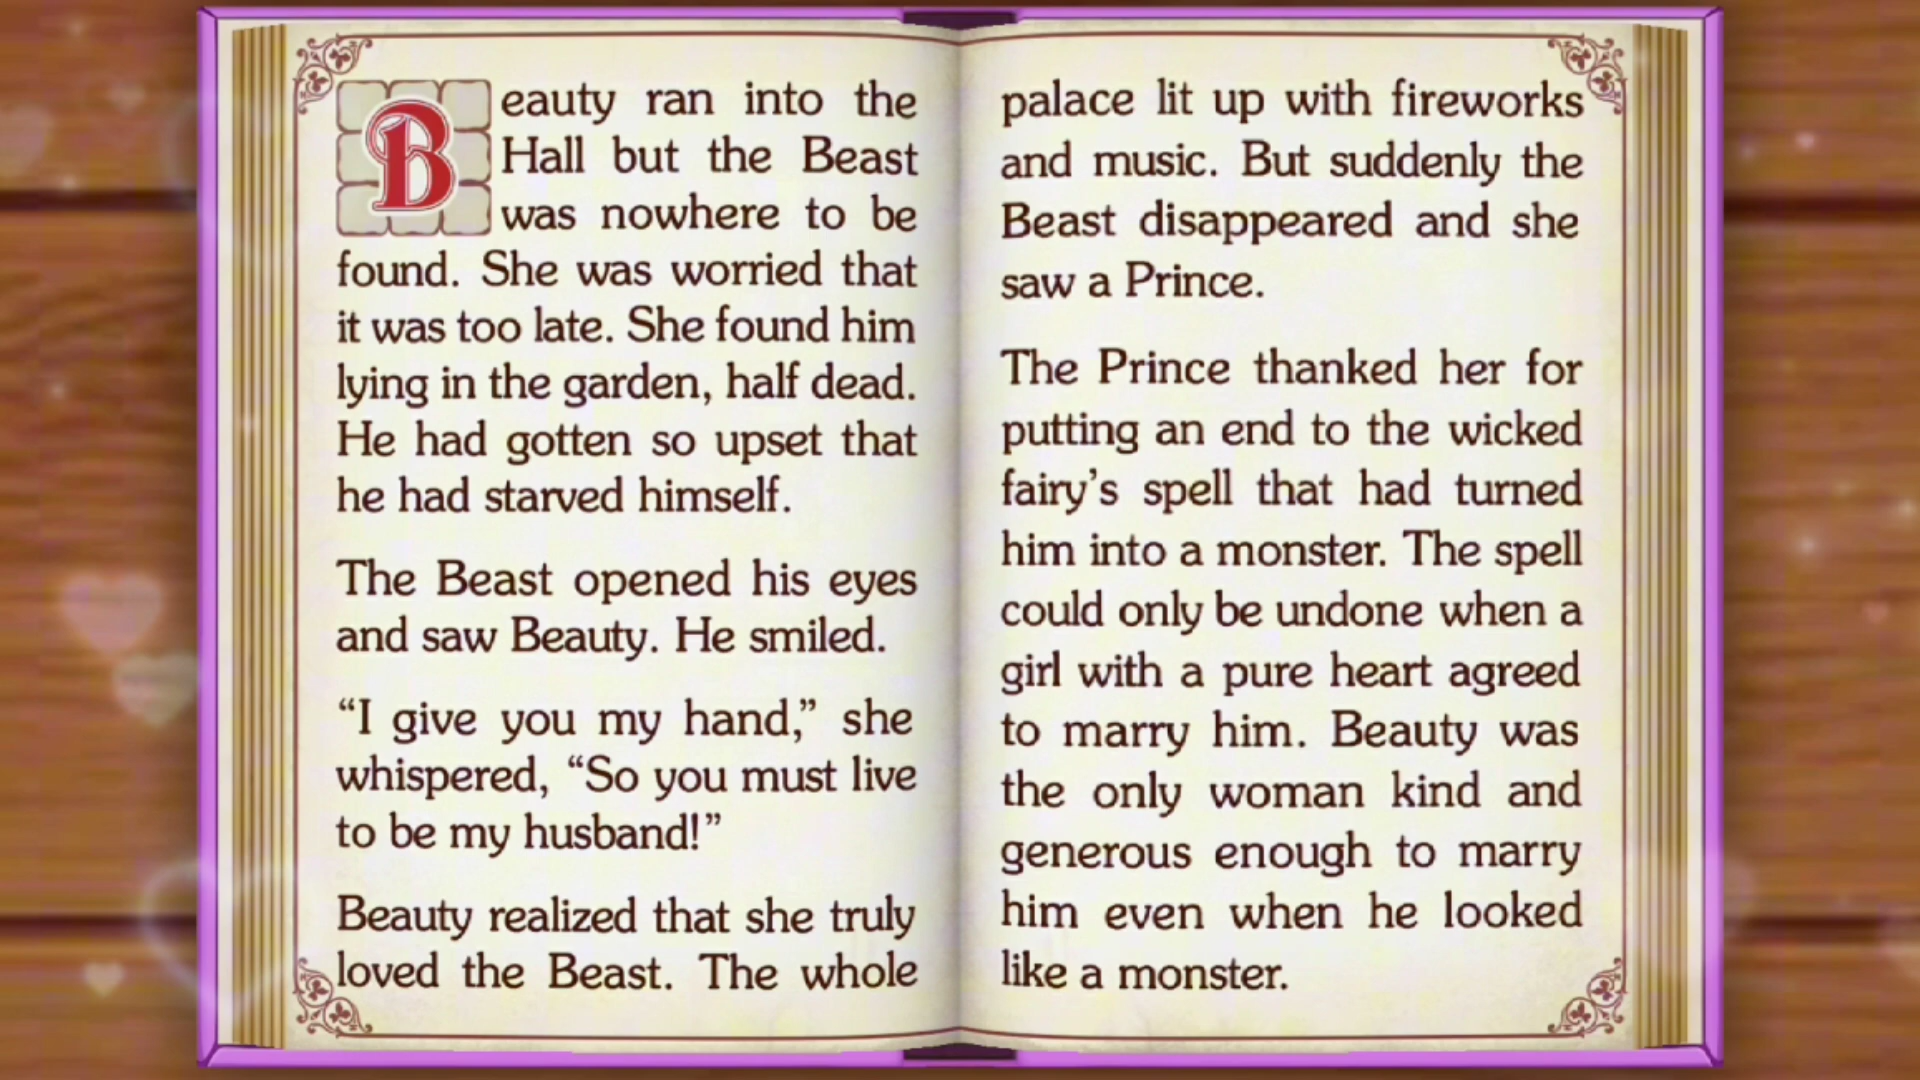 Beauty ran into the
Hall but the Beast
was nowhere to be
found. She was worried that
it was too late. She found him
lying in the garden, half dead.
He had gotten so upset that
he had starved himself.
The Beast opened his eyes
and saw Beauty. He smiled.
“I give you my hand,” she
whispered, “So you must live
to be my husband!”
Beauty realized that she truly
loved the Beast. The whole
palace lit up with fireworks
and music. But suddenly the
Beast disappeared and she
saw a Prince.
The Prince thanked her for
putting an end to the wicked
fairy’s spell that had turned
him into a monster. The spell
could only be undone when a
girl with a pure heart agreed
to marry him. Beauty was
the only woman kind and
generous enough to marry
him even when he looked
like a monster.